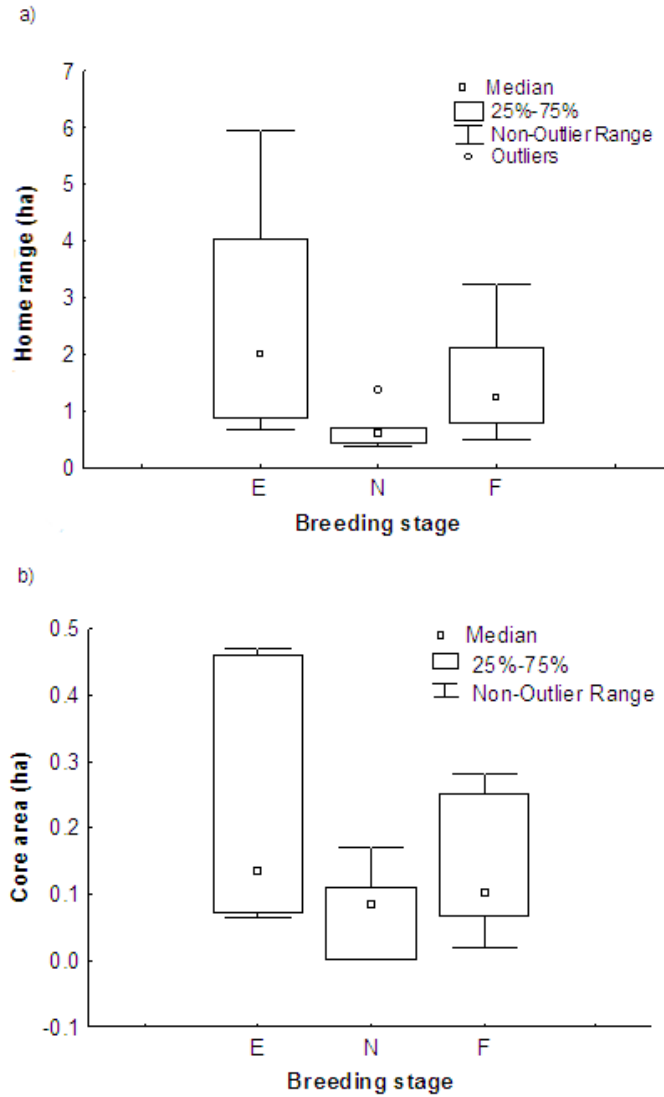 a)
7
6
5
4
3
2
1
0
Home range (ha)
Median
25%-75%
Non-Outlier Range
Outliers
E N F
Breeding stage
b)
0.5
0.4
0.3
0.2
0.1
0.0
-0.1
Core area (ha)
Median
25%-75%
Non-Outlier Range
E N F
Breeding stage